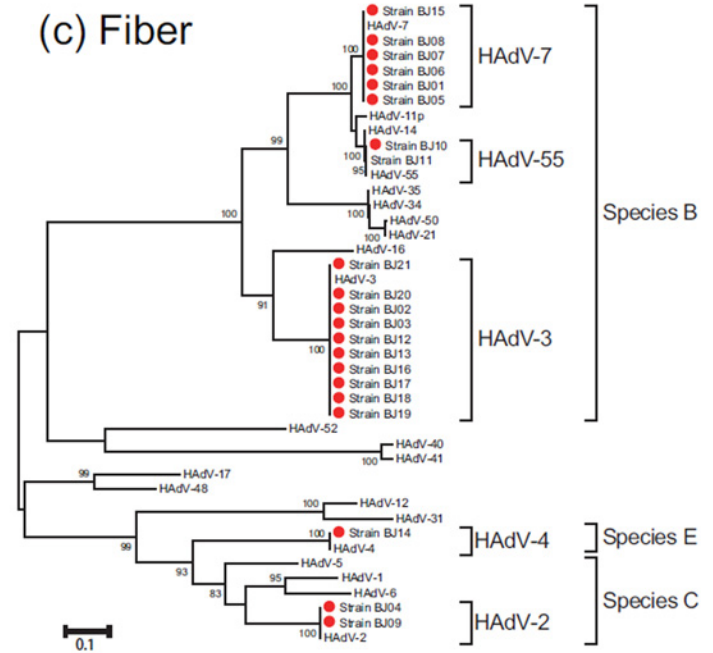 (c) Fiber
Strain BJ15
HAdV-7
100
Strain BJ08
Strain BJ07
HAdV-7
Strain BJ06
Strain BJ01
100
Strain BJ05
HAdV-11p
HAdV-14
99
Strain BJ10
100
Strain BJ11
HAdV-55
95
HAdV-55
HAdV-35
HAdV-34
100
100
HAdV-50
Species B
100
HAdV-21
HAdV-16
Strain BJ21
HAdV-3
Strain BJ20
91
Strain BJ02
Strain BJ03
Strain BJ12
HAdV-3
100
Strain BJ13
Strain BJ16
Strain BJ17
Strain BJ18
Strain BJ19
HAdV-52
HAdV-40
100
HAdV-41
99
HAdV-17
HAdV-48
100
HAdV-12
HAdV-31
99
100
Strain BJ14
HAdV-4
HAdV-4
Species E
93
HAdV-5
95
HAdV-1
83
HAdV-6
Species C
Strain BJ04
Strain BJ09
HAdV-2
100
HAdV-2
0.1